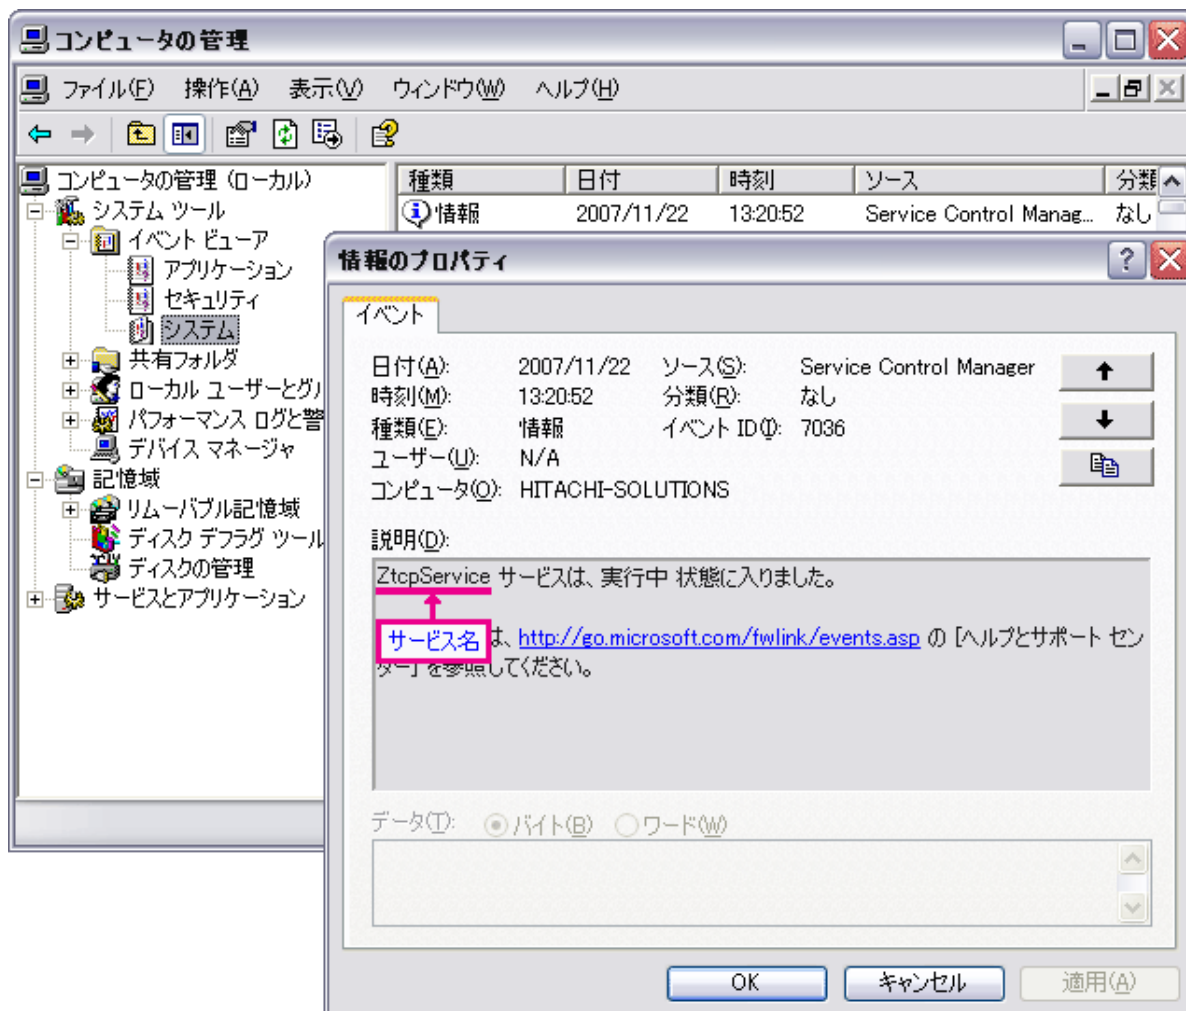 コンピュータの管理
ファイル(F) 操作(A) 表示(V) ウィンドウ(W) ヘルプ(H)
コンピュータの管理 (ローカル)
システム ツール
イベント ビューア
アプリケーション
セキュリティ
システム
共有フォルダ
ローカル ユーザーとグル
パフォーマンス ログと警
デバイス マネージャ
記憶域
リムーバブル記憶域
ディスク デフラグ ツール
ディスクの管理
サービスとアプリケーション
種類 日付 時刻 ソース 分類
情報 2007/11/22 13:20:52 Service Control Manag... なし
情報のプロパティ
イベント
日付(A): 2007/11/22 ソース(S): Service Control Manager
時刻(M): 13:20:52 分類(R): なし
種類(E): 情報 イベント ID(I): 7036
ユーザー(U): N/A
コンピュータ(O): HITACHI-SOLUTIONS
説明(D):
ZtcpService サービスは、実行中 状態に入りました。
サービス名
は、http://go.microsoft.com/fwlink/events.asp の [ヘルプとサポート セン
ター] を参照してください。
データ(T): バイト(B) ワード(W)
OK キャンセル 適用(A)